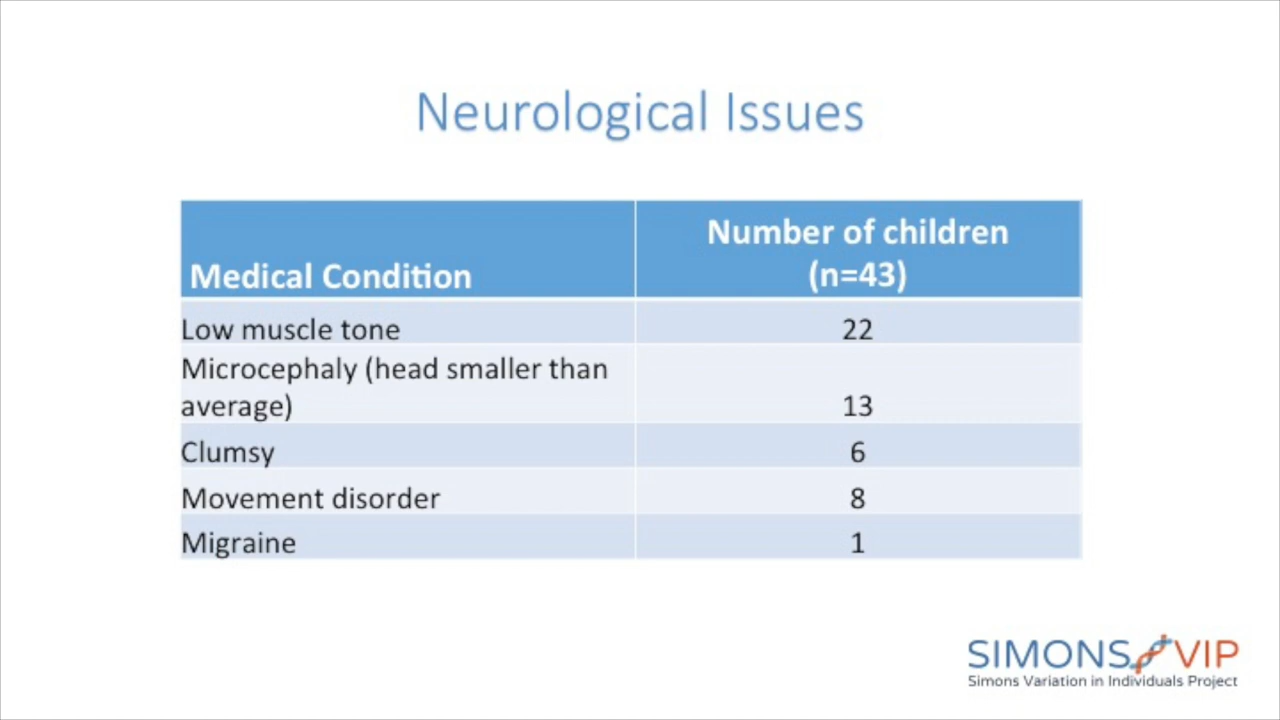 Neurological Issues
Number of children
(n=43)
Medical Condition
Low muscle tone
22
Microcephaly (head smaller than
average)
13
Clumsy
6
Movement disorder
8
Migraine
1
SIMONS VIP
Simons Variation in Individuals Project